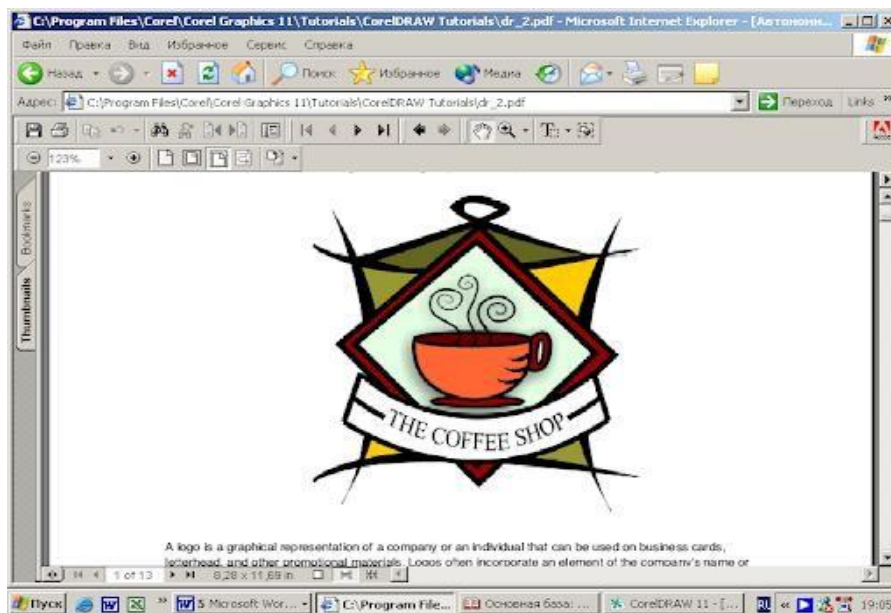 C:\Program Files\Corel\Corel Graphics 11\Tutorials\CorelDRAW Tutorials\dr_2.pdf - Microsoft Internet Explorer - [Автономн...
Файл Правка Вид Избранное Сервис Справка
Назад Поиск Избранное Медиа
Адрес: C:\Program Files\Corel\Corel Graphics 11\Tutorials\CorelDRAW Tutorials\dr_2.pdf Переход Links »
123%
Bookmarks
Thumbnails
THE COFFEE SHOP
A logo is a graphical representation of a company or an individual that can be used on business cards,
letterhead, and other promotional materials. Logos often incorporate an element of the company's name or
1 of 13 8,26 x 11,69 in
Пуск » 5 Microsoft Wor... C:\Program File... Основная база: ... CorelDRAW 11 - [... RU «